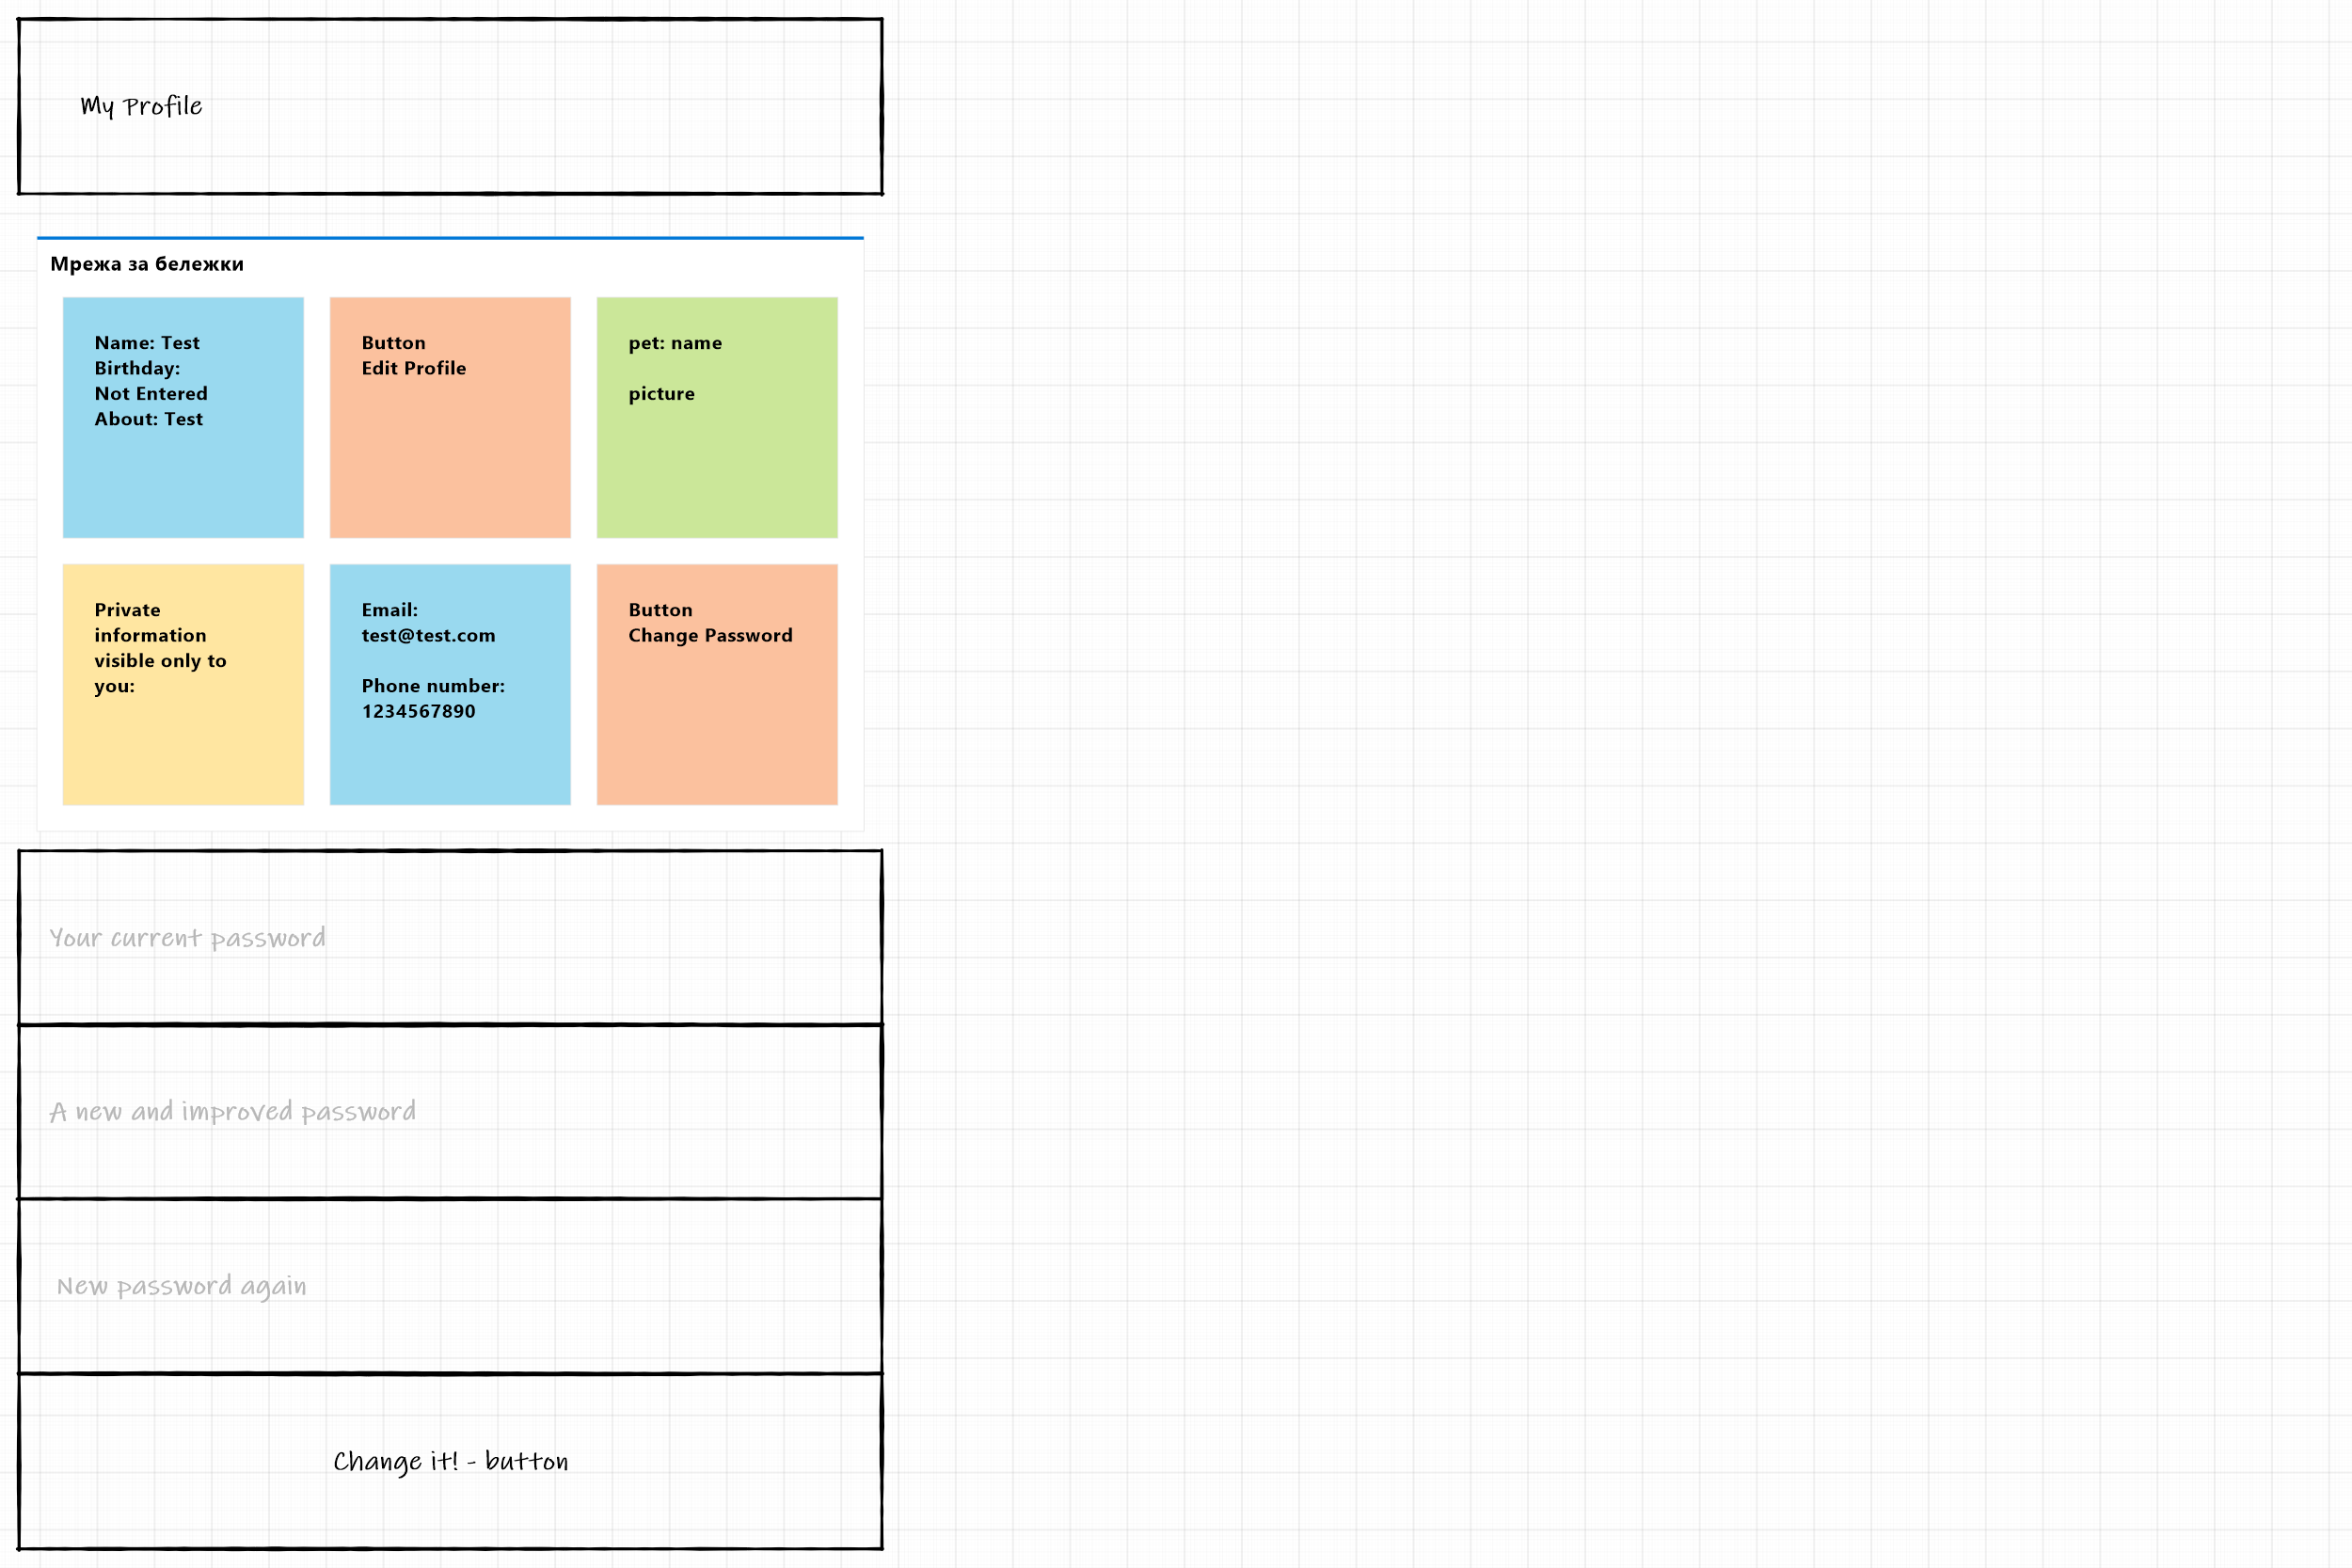 My Profile
Мрежа за бележки
Name: Test
Birthday:
Not Entered
About: Test
Button
Edit Profile
pet: name
picture
Private
information
visible only to
you:
Email:
test@test.com
Phone number:
1234567890
Button
Change Password
Your current password
A new and improved password
New password again
Change it! - button